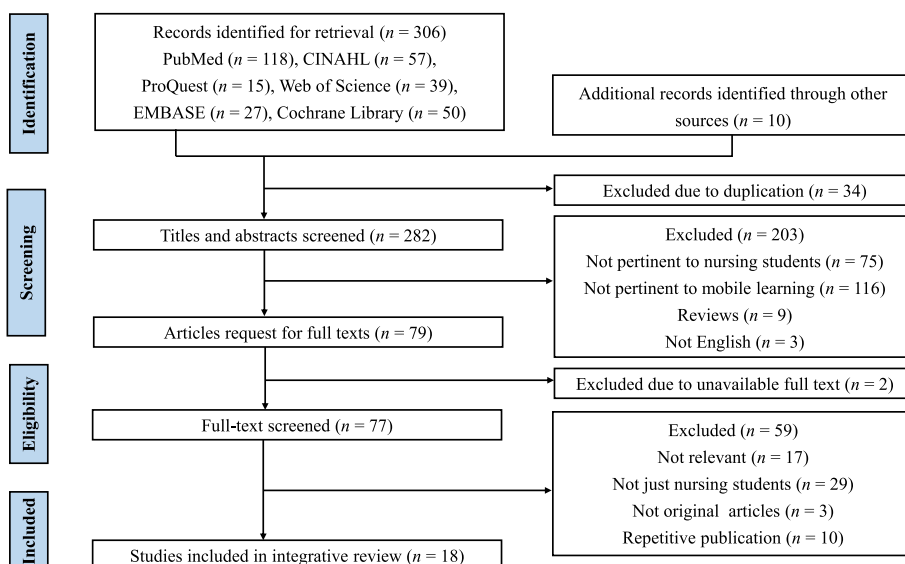 Identification
Records identified for retrieval (n = 306)
PubMed (n = 118), CINAHL (n = 57),
ProQuest (n = 15), Web of Science (n = 39),
EMBASE (n = 27), Cochrane Library (n = 50)
Additional records identified through other
sources (n = 10)
Excluded due to duplication (n = 34)
Screening
Titles and abstracts screened (n = 282)
Excluded (n = 203)
Not pertinent to nursing students (n = 75)
Not pertinent to mobile learning (n = 116)
Reviews (n = 9)
Not English (n = 3)
Articles request for full texts (n = 79)
Excluded due to unavailable full text (n = 2)
Eligibility
Full-text screened (n = 77)
Excluded (n = 59)
Not relevant (n = 17)
Not just nursing students (n = 29)
Not original articles (n = 3)
Repetitive publication (n = 10)
Included
Studies included in integrative review (n = 18)